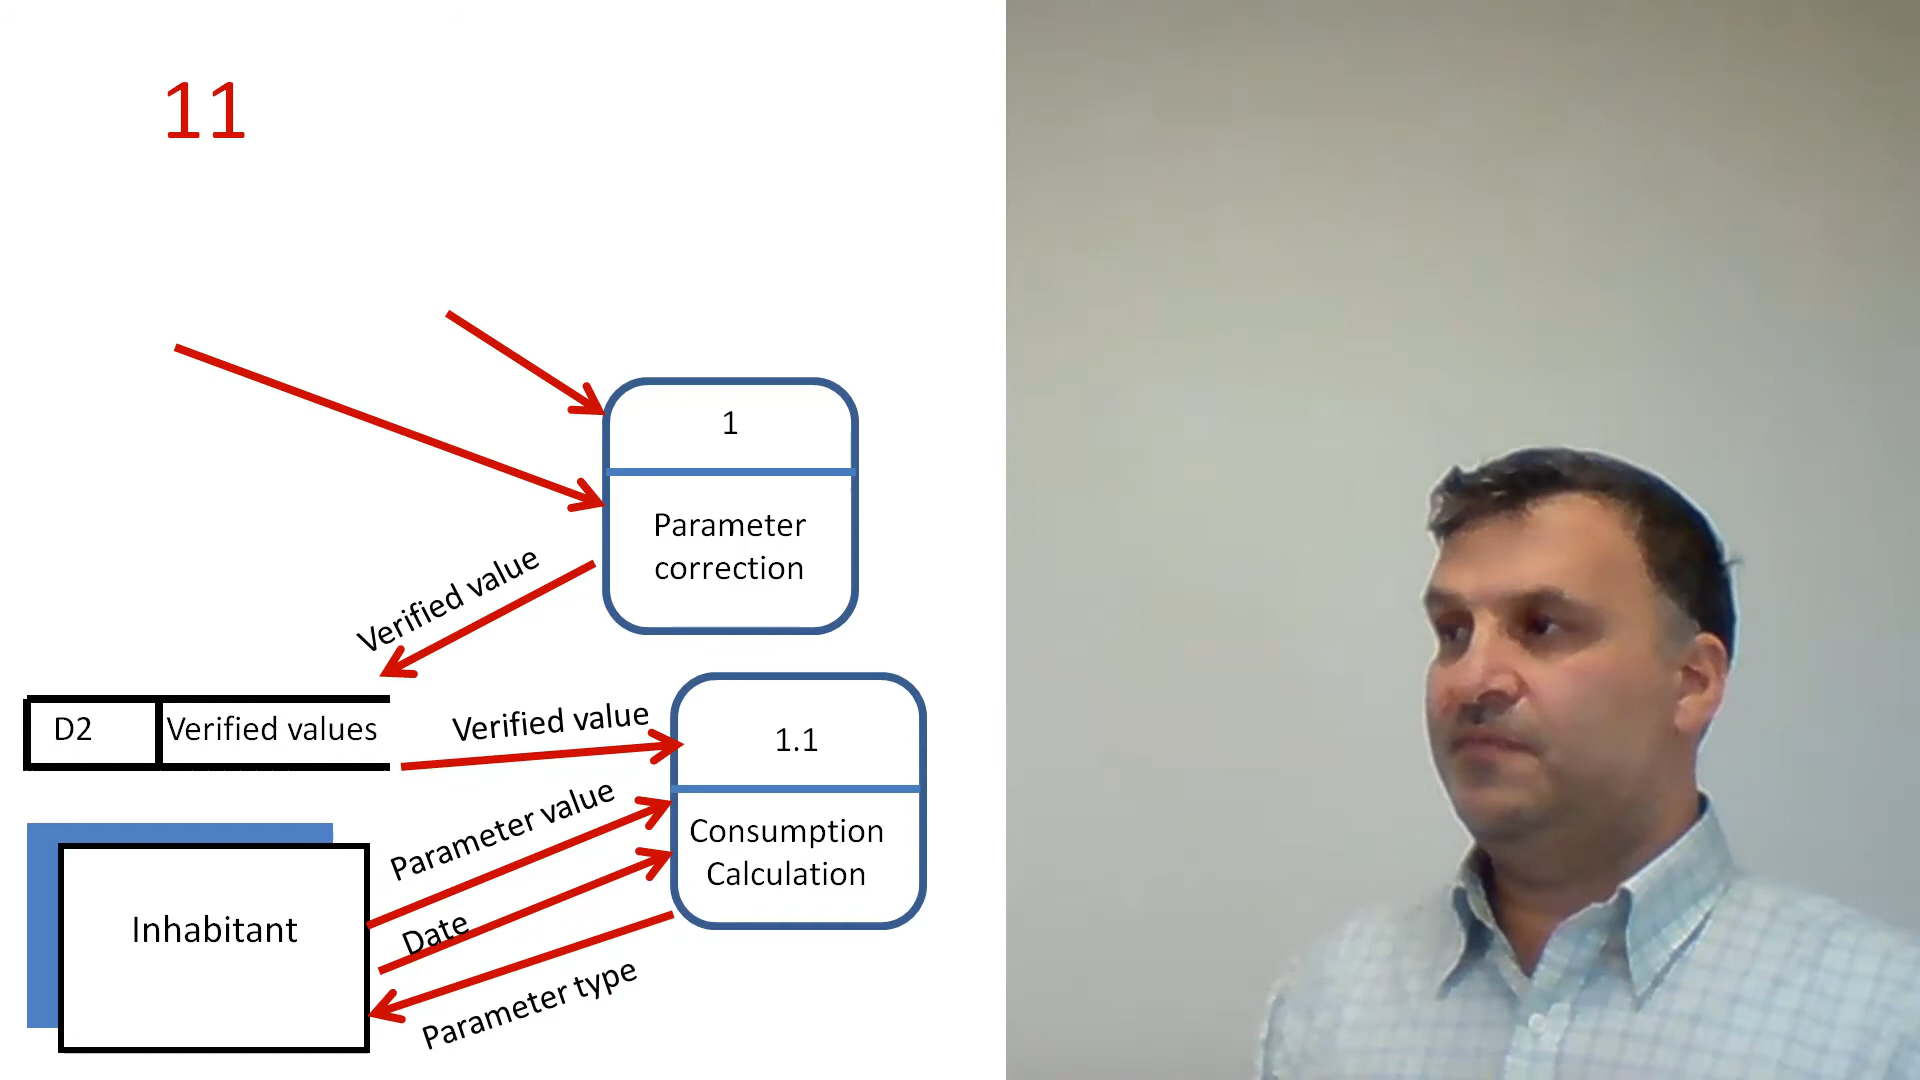 11
1
Parameter
correction
Verified value
D2
Verified values
Verified value
1.1
Parameter value
Consumption
Calculation
Inhabitant
Date
Parameter type